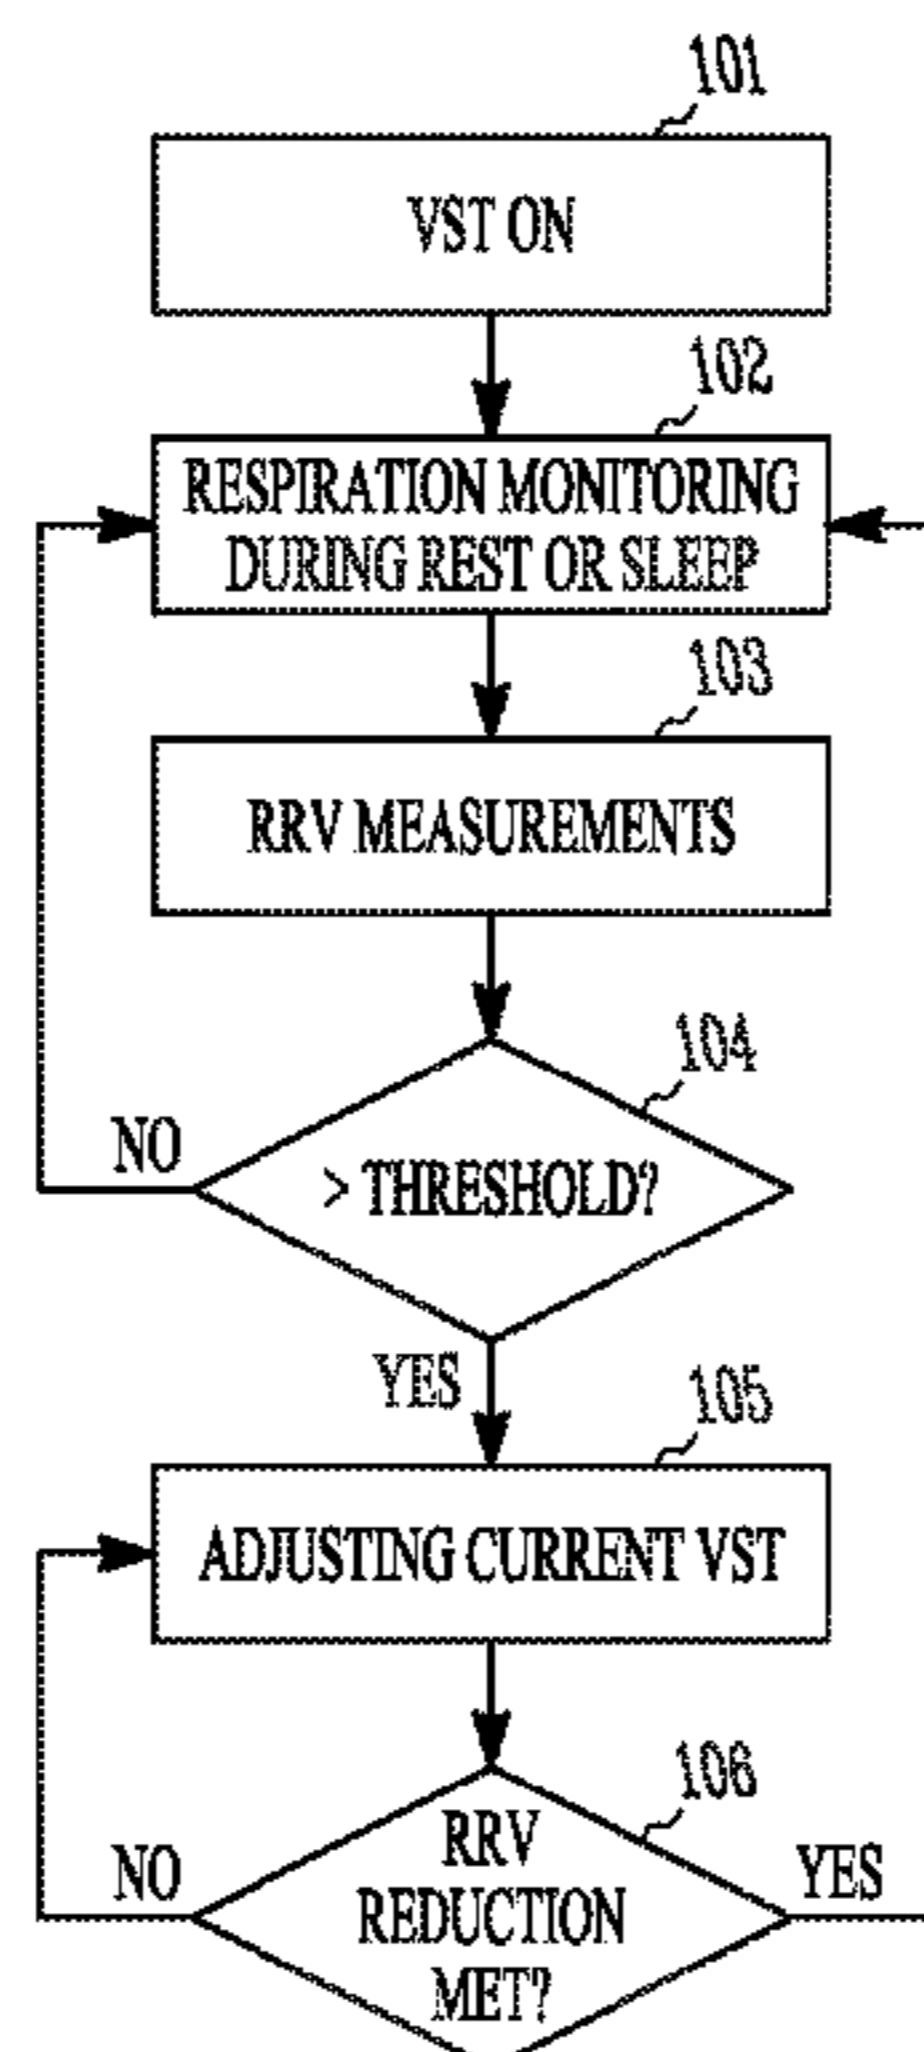 101
VST ON
102
RESPIRATION MONITORING
DURING REST OR SLEEP
103
RRV MEASUREMENTS
104
NO
> THRESHOLD?
YES
105
ADJUSTING CURRENT VST
106
RRV
NO
YES
REDUCTION
MET?